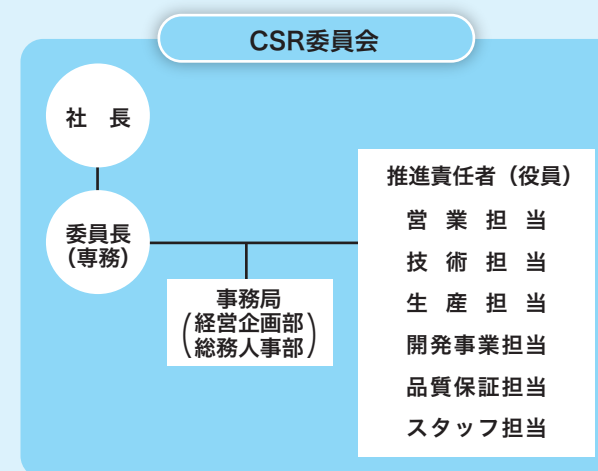 CSR委員会
社　長
委員長
(専務)
事務局
(経営企画部
総務人事部)
推進責任者（役員）
営 業 担 当
技 術 担 当
生 産 担 当
開発事業担当
品質保証担当
スタッフ担当